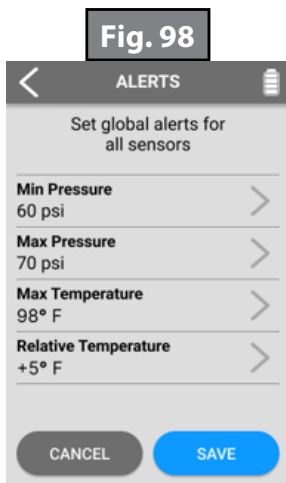 Fig. 98
ALERTS
Set global alerts for
all sensors
Min Pressure
60 psi
Max Pressure
70 psi
Max Temperature
98° F
Relative Temperature
+5° F
CANCEL
SAVE